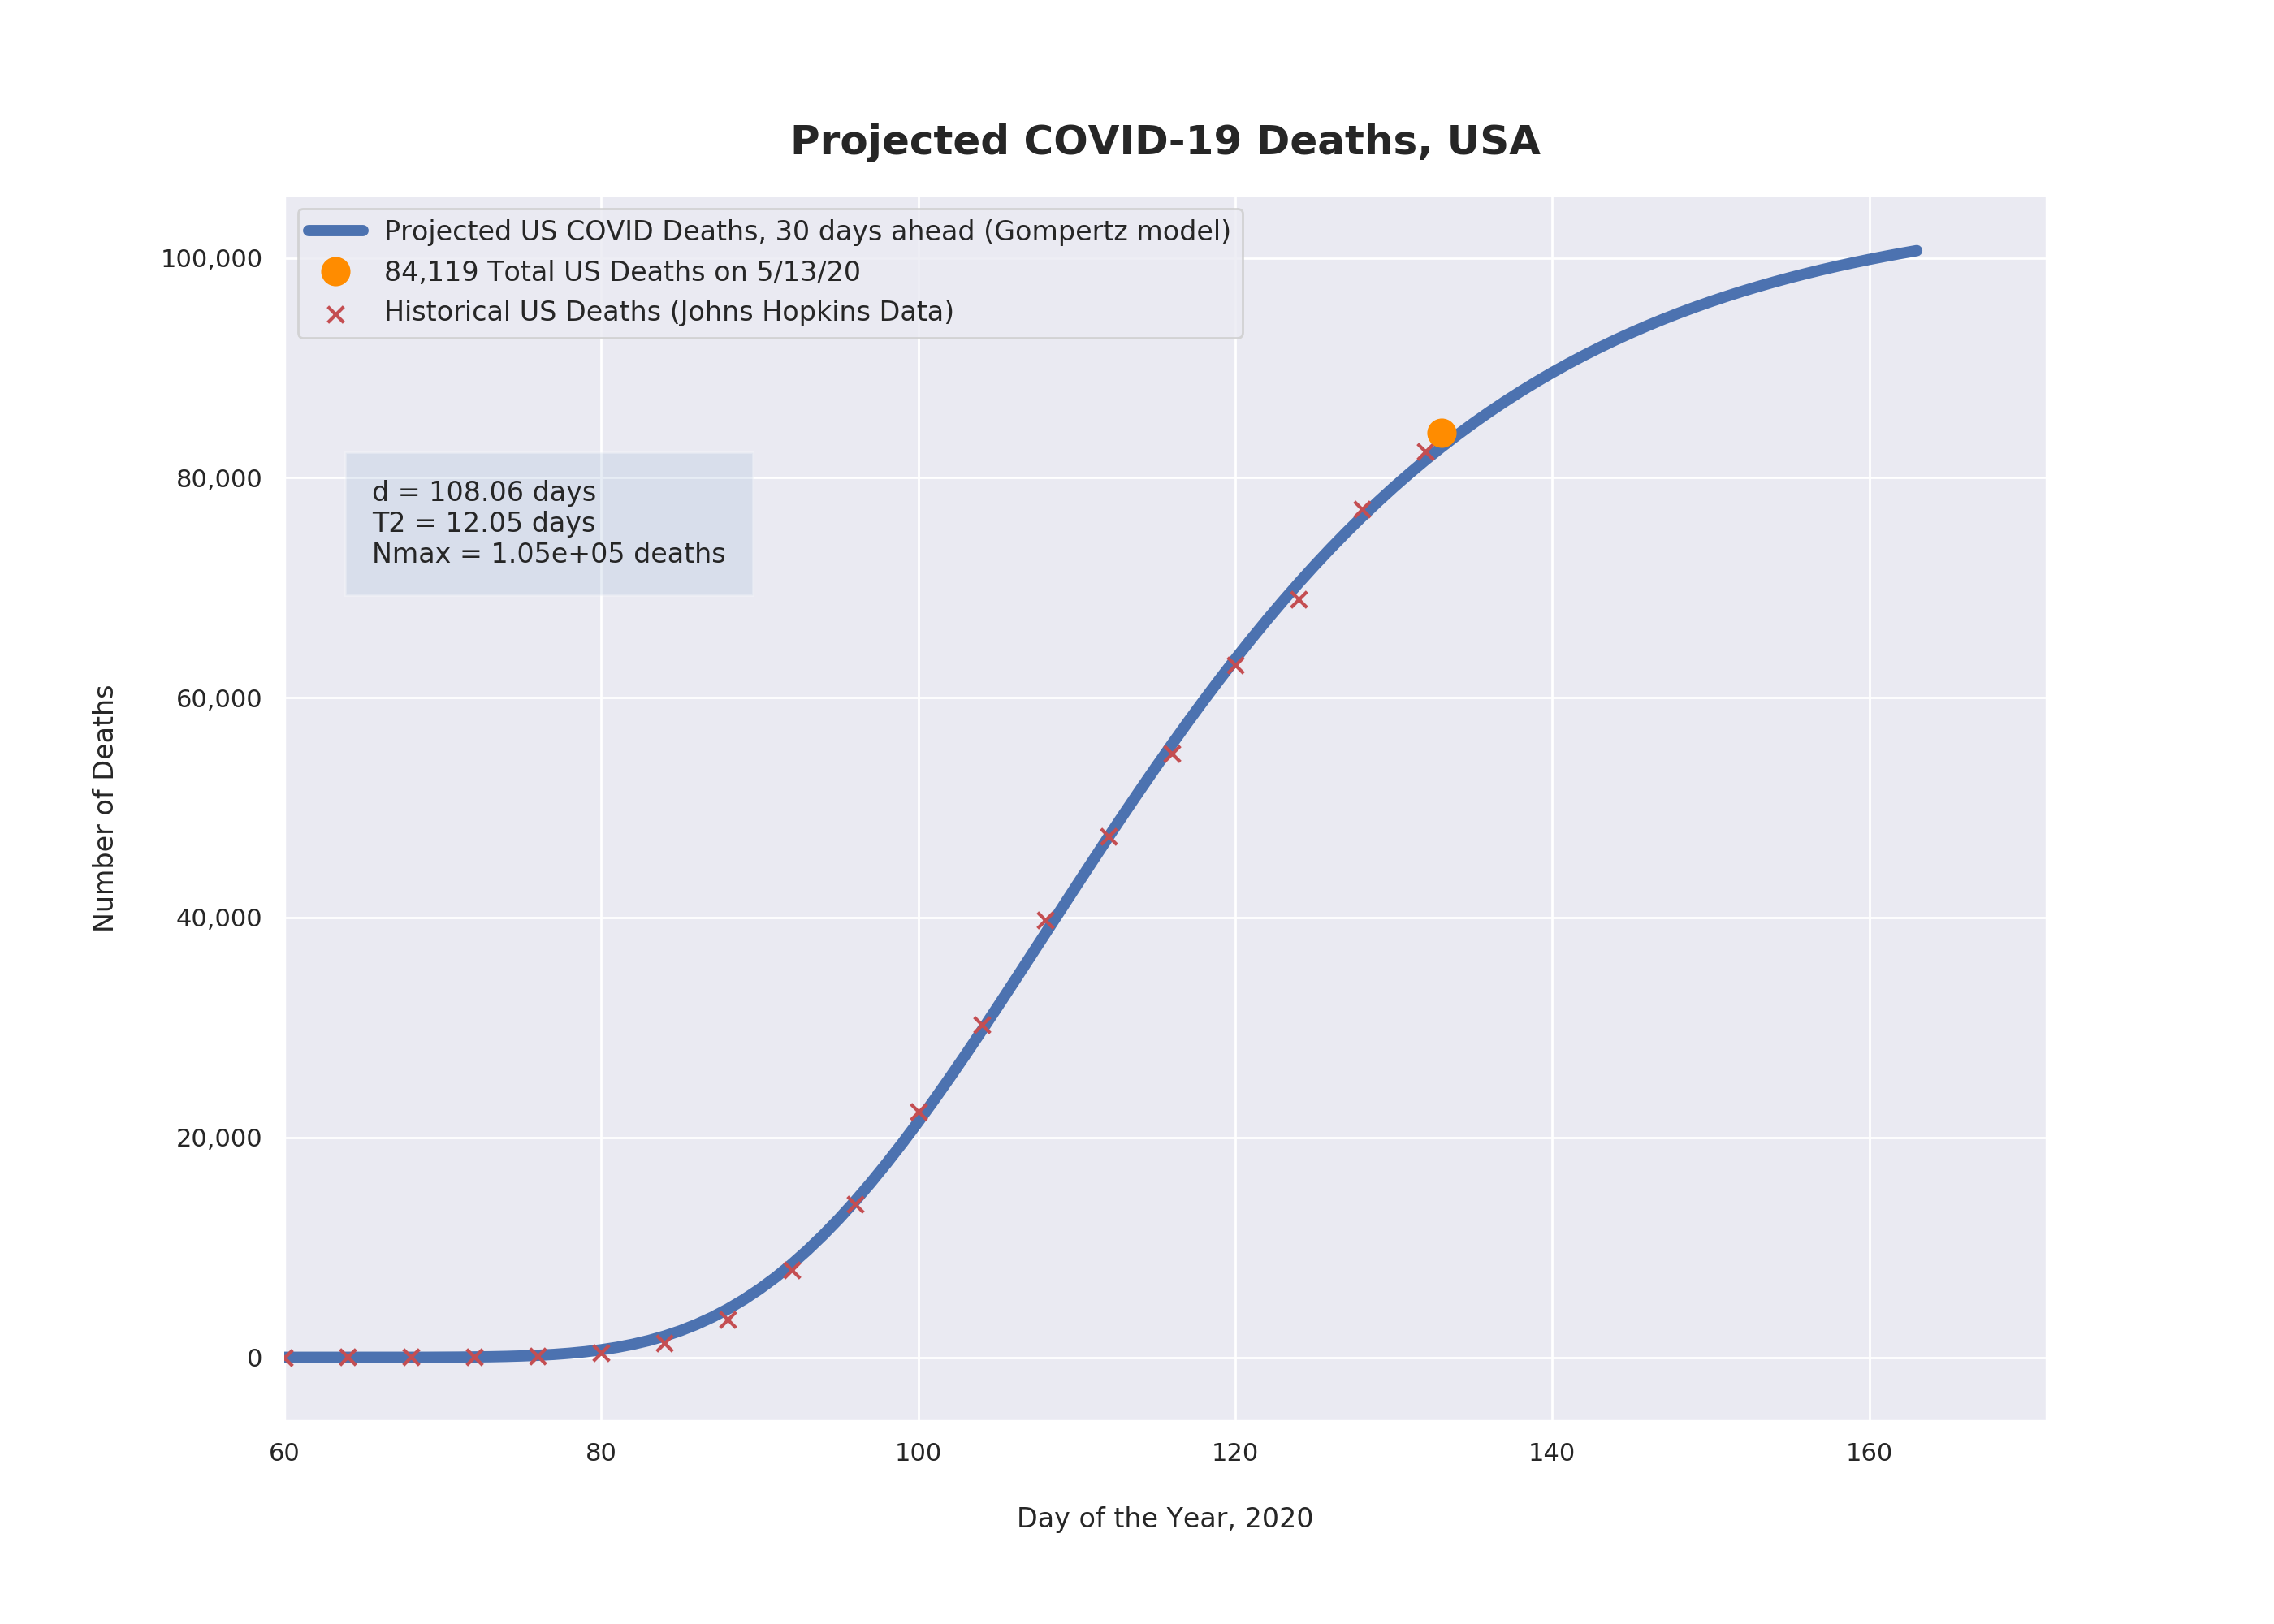 Projected COVID-19 Deaths, USA
Projected US COVID Deaths, 30 days ahead (Gompertz model)
84,119 Total US Deaths on 5/13/20
Historical US Deaths (Johns Hopkins Data)
d = 108.06 days
T2 = 12.05 days
Nmax = 1.05e+05 deaths
Number of Deaths
100,000
80,000
60,000
40,000
20,000
0
60
80
100
120
140
160
Day of the Year, 2020